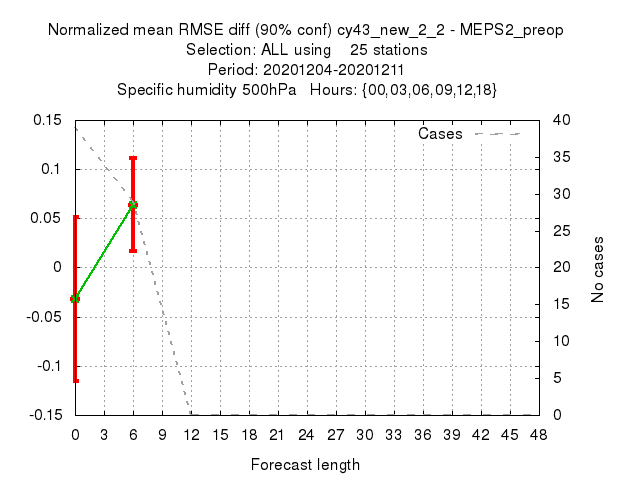 Normalized mean RMSE diff (90% conf) cy43_new_2_2 - MEPS2_preop
Selection: ALL using    25 stations
Period: 20201204-20201211
Specific humidity 500hPa   Hours: {00,03,06,09,12,18}
0.15
0.1
0.05
0
-0.05
-0.1
-0.15
Cases
40
35
30
25
20
15
10
5
0
No cases
0 3 6 9 12 15 18 21 24 27 30 33 36 39 42 45 48
Forecast length